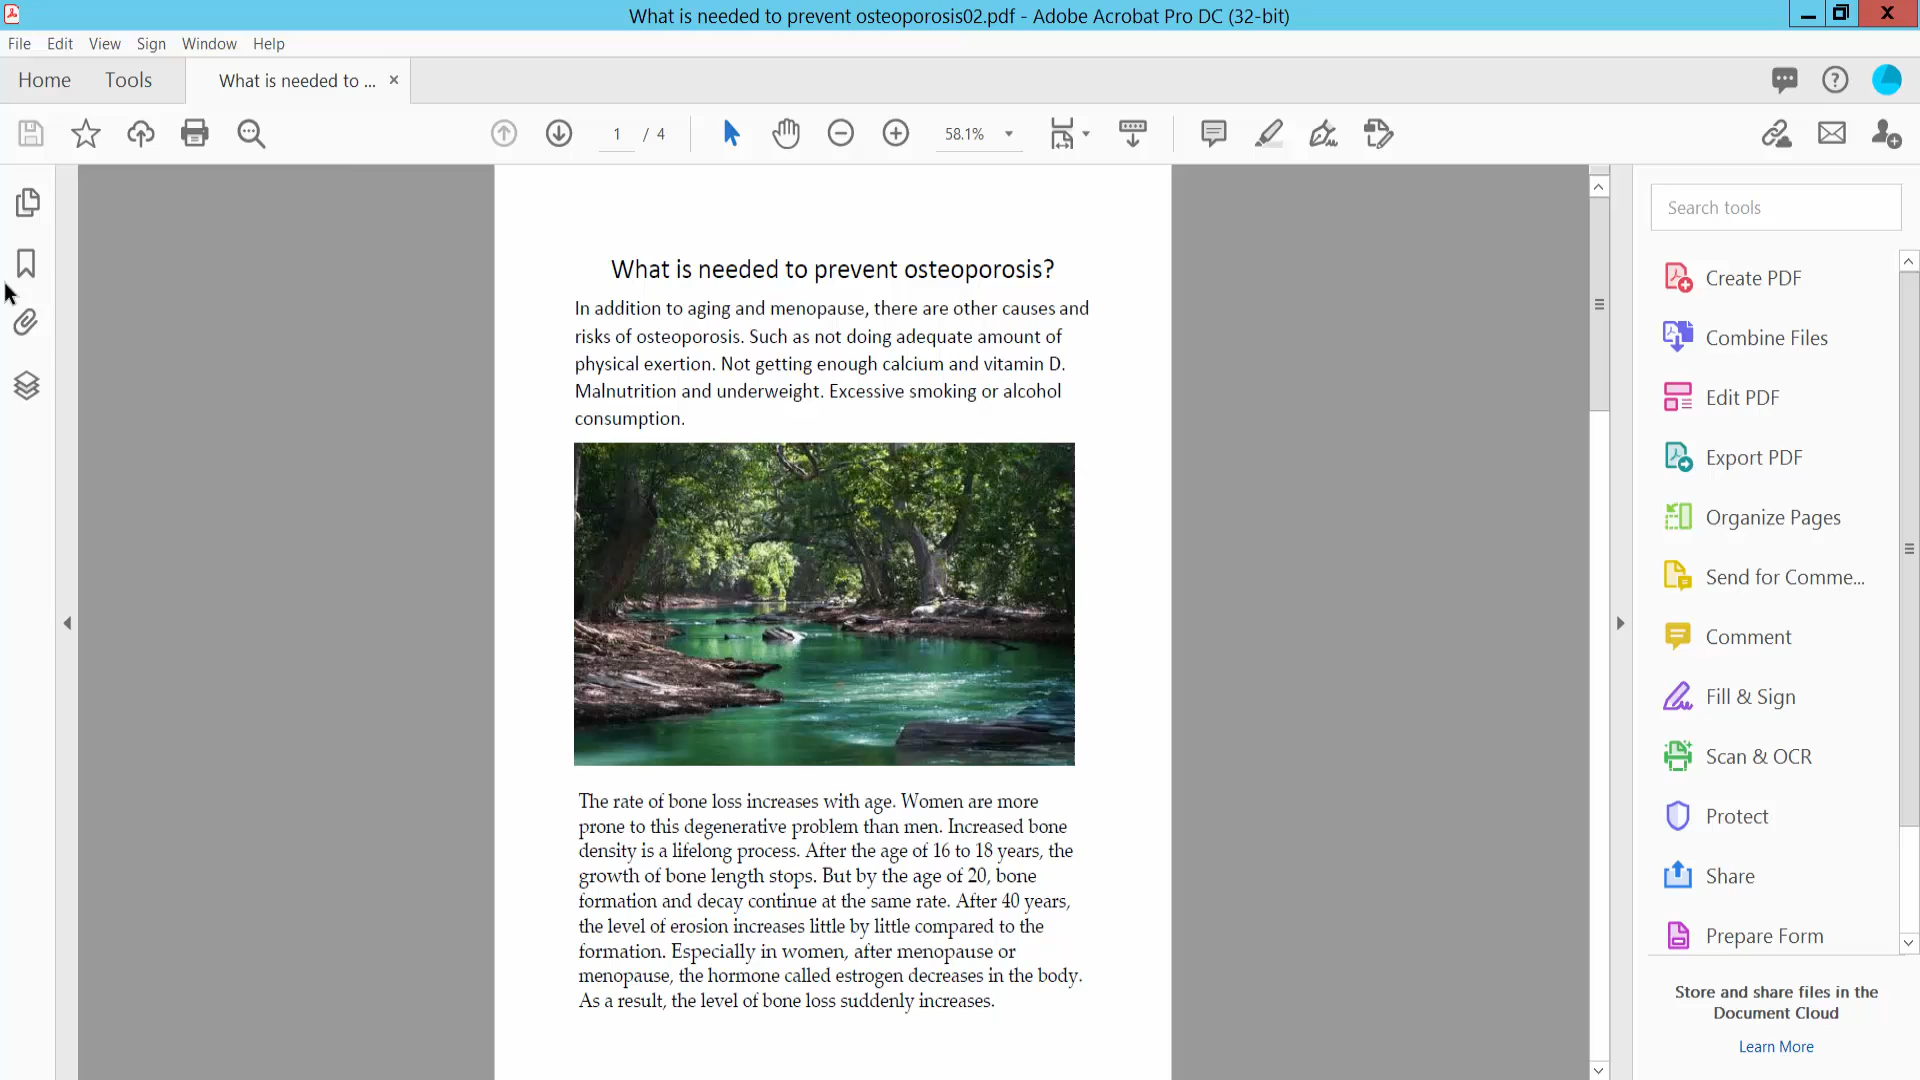 What is needed to prevent osteoporosis02.pdf - Adobe Acrobat Pro DC (32-bit)
File Edit View Sign Window Help
Home Tools What is needed to ... ×
1 / 4 58.1%
Search tools
Create PDF
Combine Files
Edit PDF
Export PDF
Organize Pages
Send for Comme...
Comment
Fill & Sign
Scan & OCR
Protect
Share
Prepare Form
Store and share files in the
Document Cloud
Learn More
What is needed to prevent osteoporosis?
In addition to aging and menopause, there are other causes and
risks of osteoporosis. Such as not doing adequate amount of
physical exertion. Not getting enough calcium and vitamin D.
Malnutrition and underweight. Excessive smoking or alcohol
consumption.
The rate of bone loss increases with age. Women are more
prone to this degenerative problem than men. Increased bone
density is a lifelong process. After the age of 16 to 18 years, the
growth of bone length stops. But by the age of 20, bone
formation and decay continue at the same rate. After 40 years,
the level of erosion increases little by little compared to the
formation. Especially in women, after menopause or
menopause, the hormone called estrogen decreases in the body.
As a result, the level of bone loss suddenly increases.